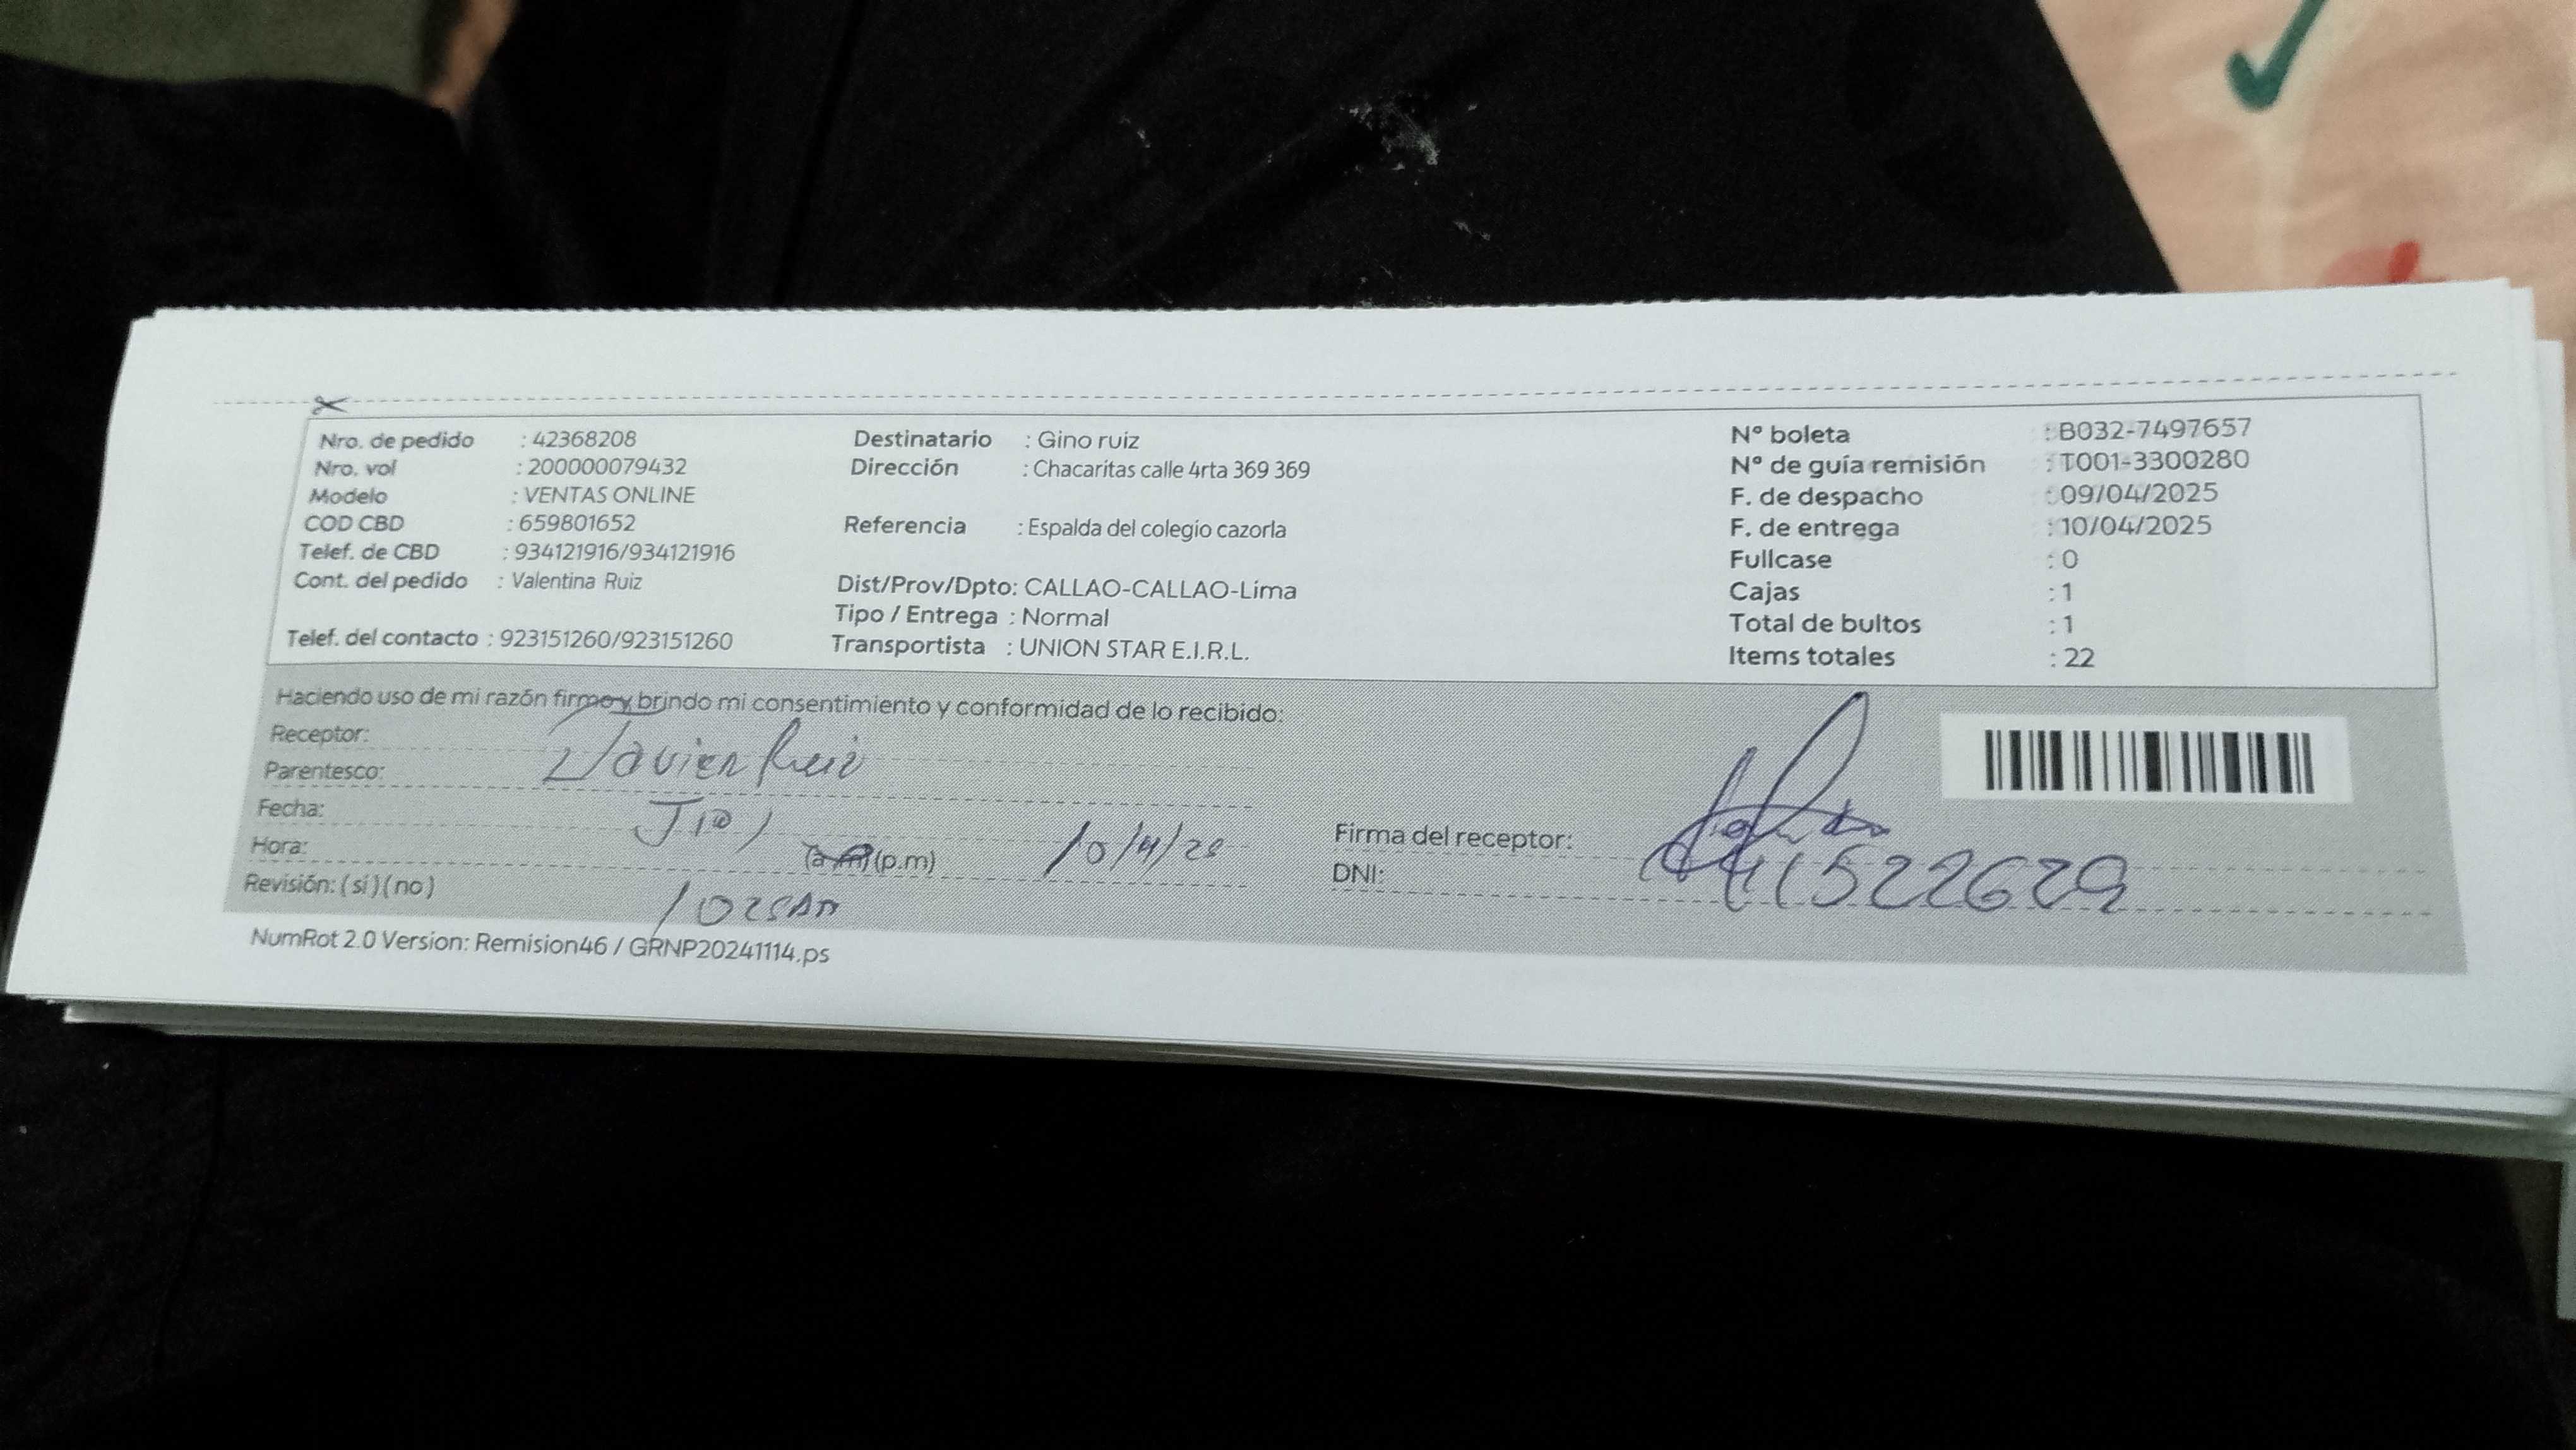 Nro. de pedido : 42368208
Nro. vol : 200000079432
Modelo : VENTAS ONLINE
COD CBD : 659801652
Telef. de CBD : 934121916/934121916
Cont. del pedido : Valentina Ruiz
Telef. del contacto : 923151260/923151260
Destinatario : Gino ruiz
Dirección : Chacaritas calle 4rta 369 369
Referencia : Espalda del colegio cazorla
Dist/Prov/Dpto: CALLAO-CALLAO-Lima
Tipo / Entrega : Normal
Transportista : UNION STAR E.I.R.L.
N° boleta : B032-7497657
N° de guía remisión : T001-3300280
F. de despacho : 09/04/2025
F. de entrega : 10/04/2025
Fullcase : 0
Cajas : 1
Total de bultos : 1
Items totales : 22
Haciendo uso de mi razón firmo y brindo mi consentimiento y conformidad de lo recibido:
Receptor: Javier Ruiz
Parentesco:
Fecha: 10/4/25
Hora: (a.m)(p.m)
Revisión: (si)(no)
Firma del receptor:
DNI:
NumRot 2.0 Version: Remision46 / GRNP20241114.ps